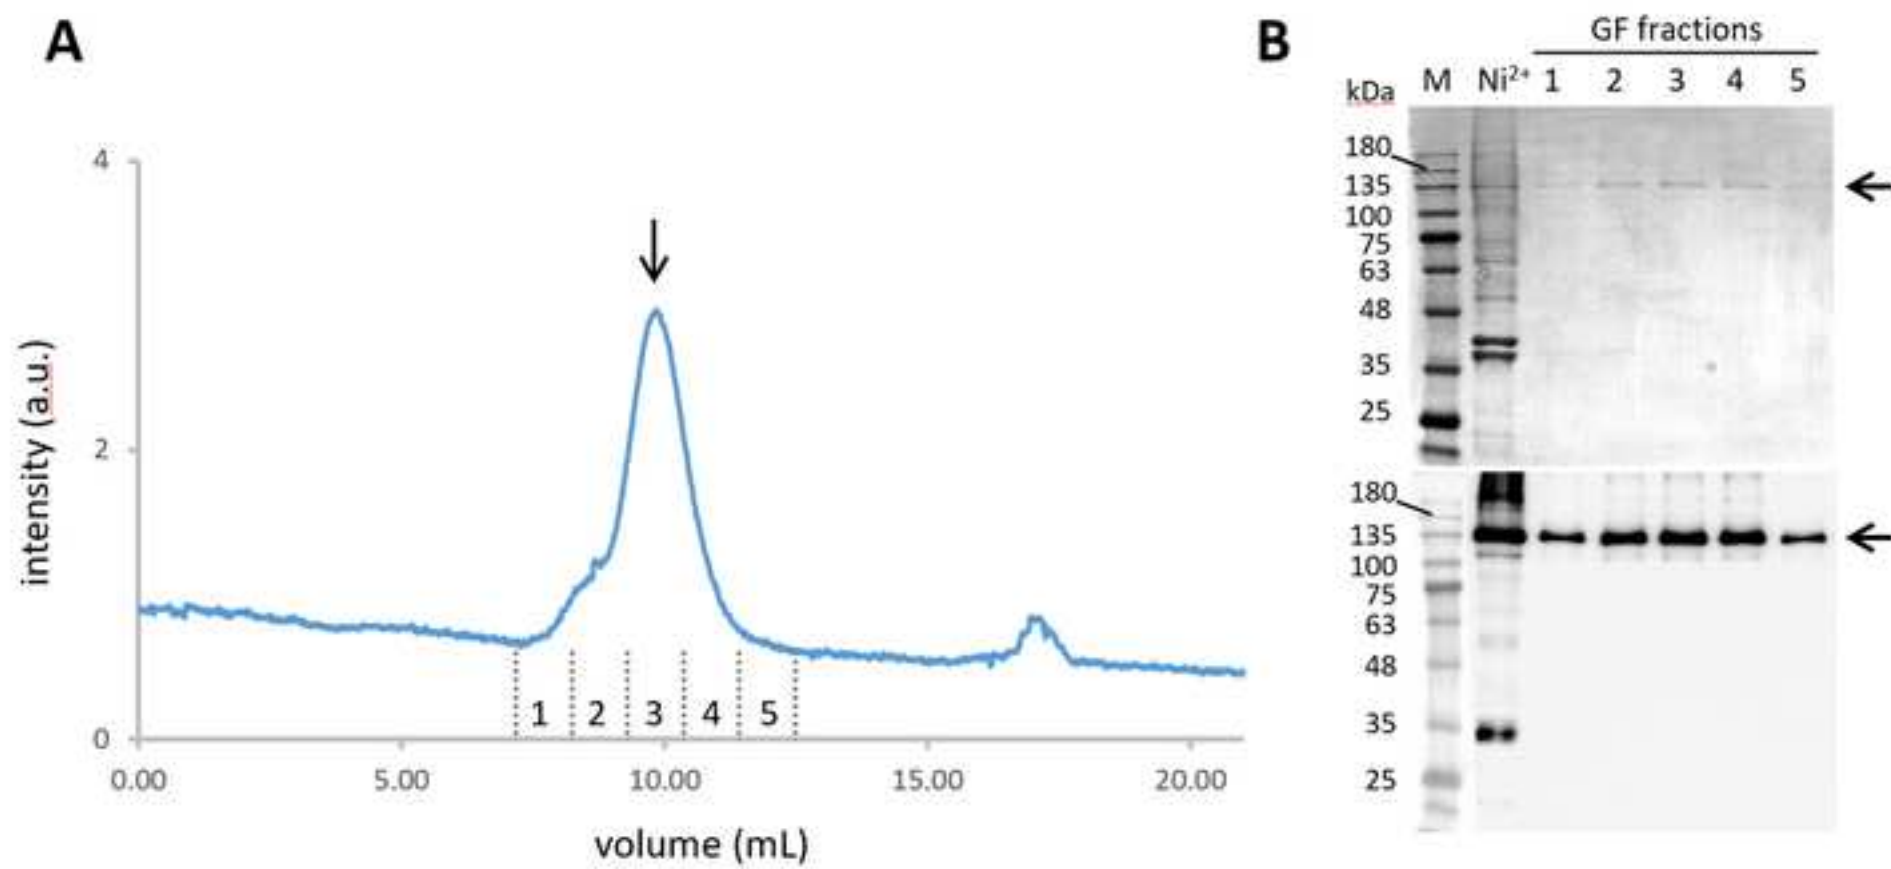 A
4
2
0
intensity (a.u.)
1 2 3 4 5
0.00 5.00 10.00 15.00 20.00
volume (mL)
B
GF fractions
kDa M Ni²⁺ 1 2 3 4 5
180
135
100
75
63
48
35
25
180
135
100
75
63
48
35
25